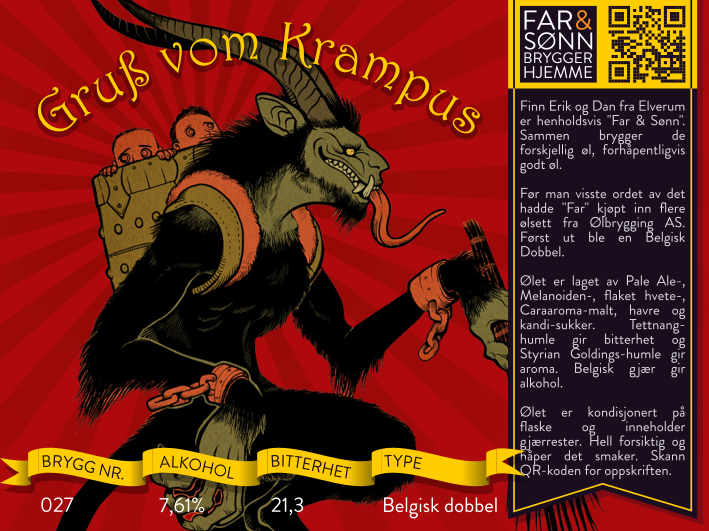 Gruß vom Krampus
FAR&
SØNN
BRYGGER
HJEMME
Finn Erik og Dan fra Elverum
er henholdsvis "Far & Sønn".
Sammen brygger de
forskjellig øl, forhåpentligvis
godt øl.
Før man visste ordet av det
hadde "Far" kjøpt inn flere
ølsett fra Ølbrygging AS.
Først ut ble en Belgisk
Dobbel.
Ølet er laget av Pale Ale-,
Melanoiden-, flaket hvete-,
Caraaroma-malt, havre og
kandi-sukker. Tettnang-
humle gir bitterhet og
Styrian Goldings-humle gir
aroma. Belgisk gjær gir
alkohol.
Ølet er kondisjonert på
flaske og inneholder
gjærrester. Hell forsiktig og
håper det smaker. Skann
QR-koden for oppskriften.
BRYGG NR. ALKOHOL BITTERHET TYPE
027 7,61% 21,3 Belgisk dobbel